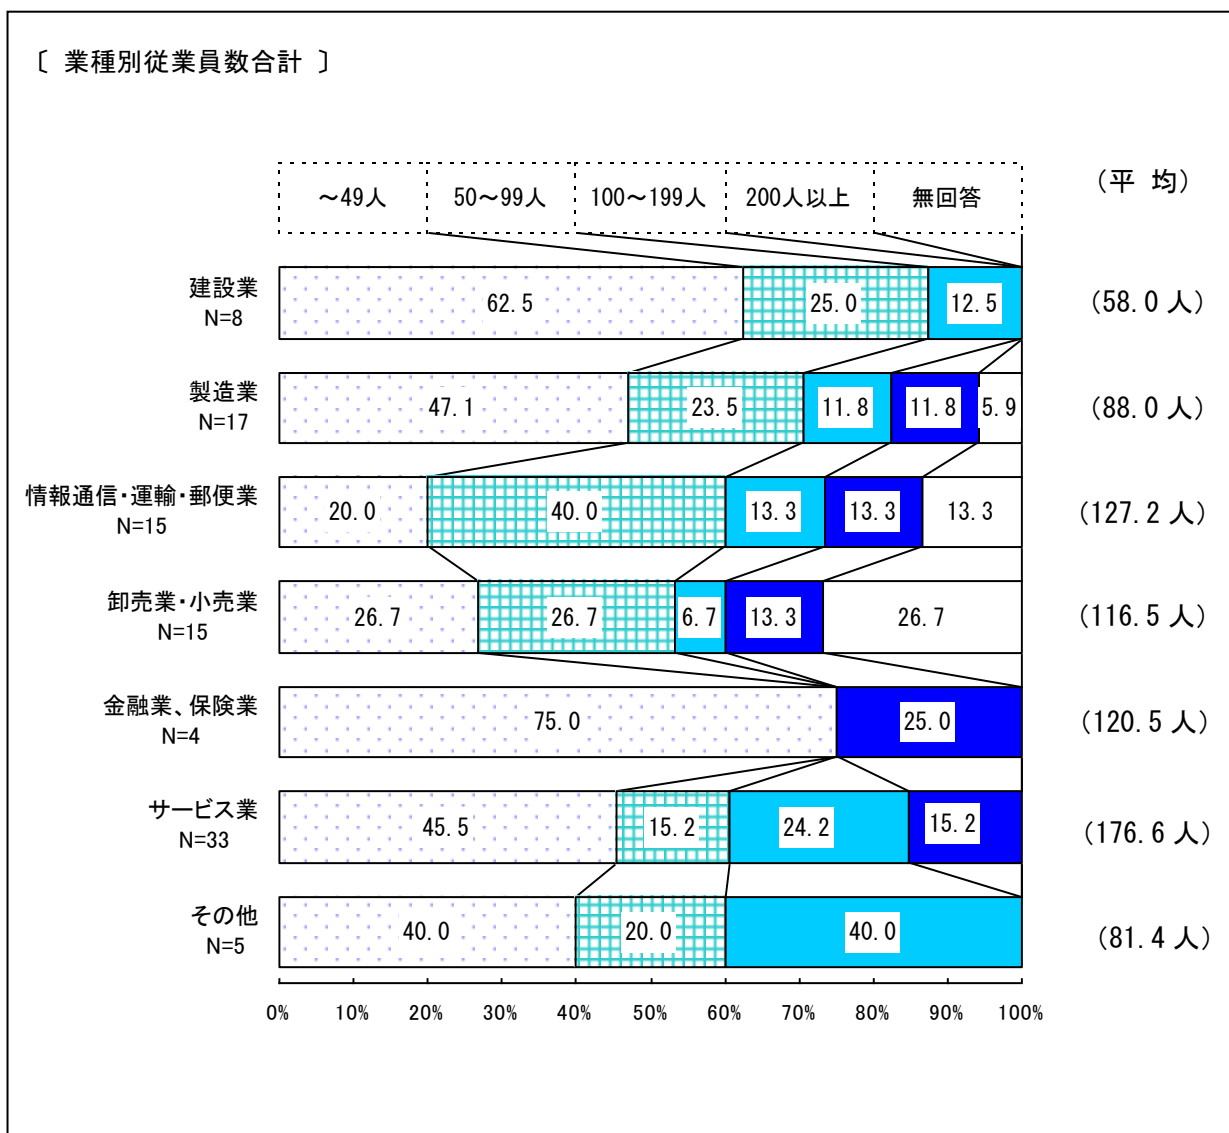 〔 業種別従業員数合計 〕
～49人 50～99人 100～199人 200人以上 無回答 (平 均)
建設業 62.5 25.0 12.5 (58.0 人)
N=8
製造業 47.1 23.5 11.8 11.8 5.9 (88.0 人)
N=17
情報通信・運輸・郵便業 20.0 40.0 13.3 13.3 13.3 (127.2 人)
N=15
卸売業・小売業 26.7 26.7 6.7 13.3 26.7 (116.5 人)
N=15
金融業、保険業 75.0 25.0 (120.5 人)
N=4
サービス業 45.5 15.2 24.2 15.2 (176.6 人)
N=33
その他 40.0 20.0 40.0 (81.4 人)
N=5
0% 10% 20% 30% 40% 50% 60% 70% 80% 90% 100%